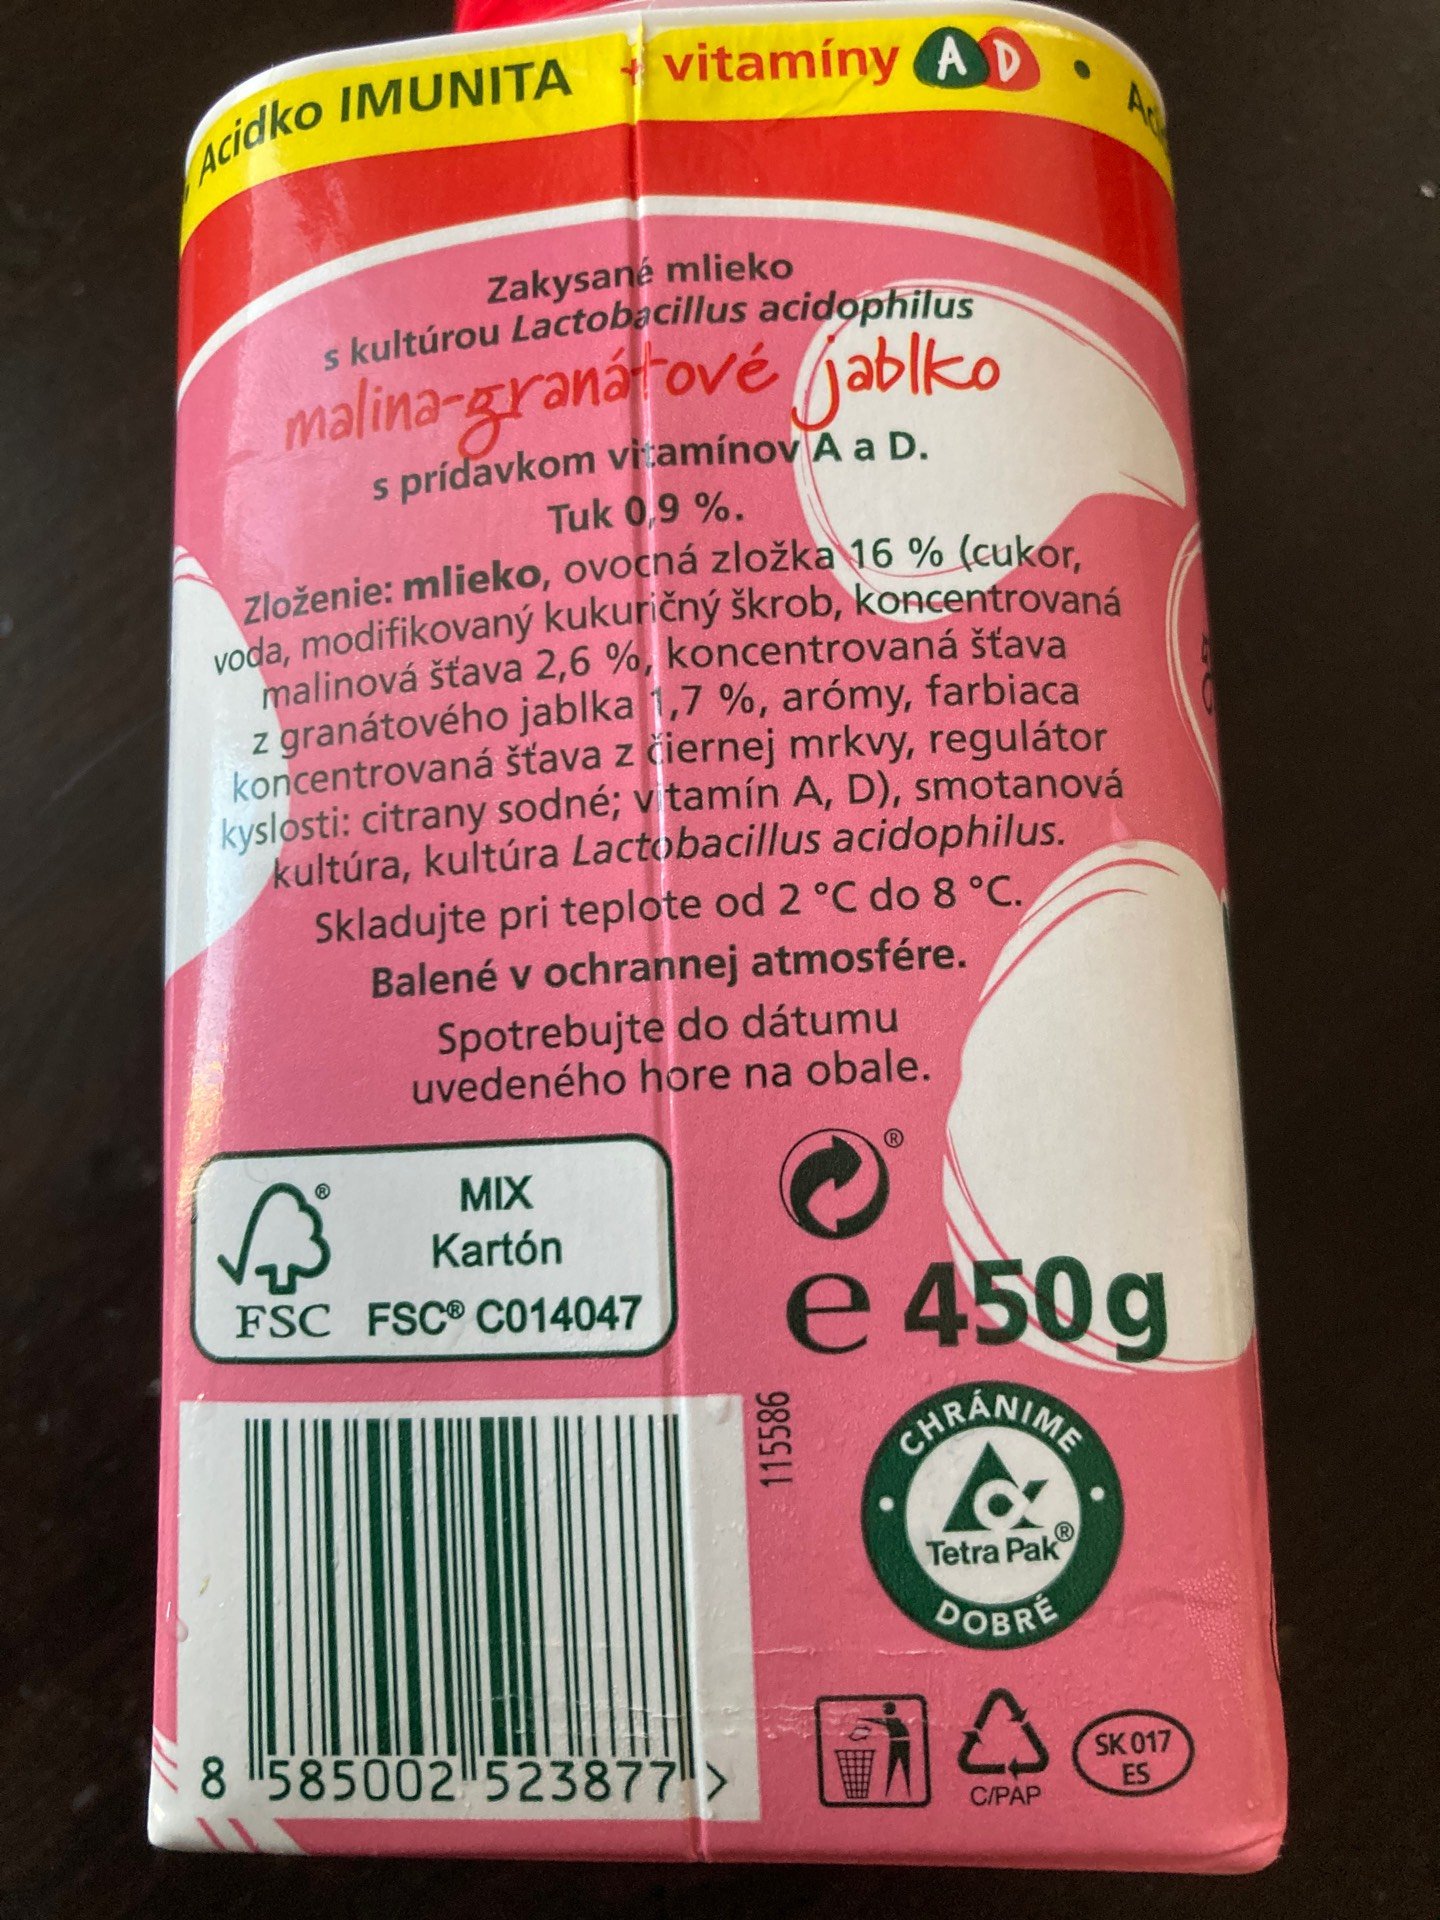 Acidko IMUNITA + vitamíny A D •
Zakysané mlieko
s kultúrou Lactobacillus acidophilus
malina-granátové jablko
s prídavkom vitamínov A a D.
Tuk 0,9 %.
Zloženie: mlieko, ovocná zložka 16 % (cukor,
voda, modifikovaný kukuričný škrob, koncentrovaná
malinová šťava 2,6 %, koncentrovaná šťava
z granátového jablka 1,7 %, arómy, farbiaca
koncentrovaná šťava z čiernej mrkvy, regulátor
kyslosti: citrany sodné; vitamín A, D), smotanová
kultúra, kultúra Lactobacillus acidophilus.
Skladujte pri teplote od 2 °C do 8 °C.
Balené v ochrannej atmosfére.
Spotrebujte do dátumu
uvedeného hore na obale.
®
MIX
Kartón
FSC FSC® C014047
®
e 450g
115586
CHRÁNIME
Tetra Pak®
DOBRÉ
8 585002 523877 >
C/PAP
SK 017
ES